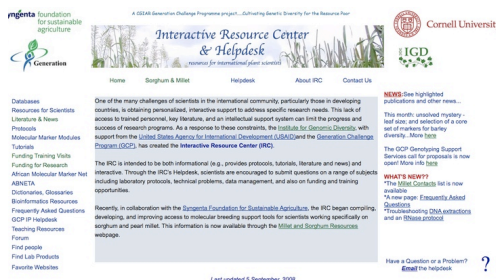 syngenta foundation
for sustainable
agriculture
A CGIAR Generation Challenge Programme project....Cultivating Genetic Diversity for the Resource Poor
Interactive Resource Center
& Helpdesk
resources for international plant scientists
Cornell Universit
Generation
IGD
Home Sorghum & Millet Helpdesk About IRC Contact Us
Databases
Resources for Scientists
Literature & News
Protocols
Molecular Marker Modules
Tutorials
Funding Training Visits
Funding for Research
African Molecular Marker Net
ABNETA
Dictionaries, Glossaries
Bioinformatics Resources
Frequently Asked Questions
GCP IP Helpdesk
Teaching Resources
Forum
Find people
Find Lab Products
Favorite Websites
One of the many challenges of scientists in the international community, particularly those in developing
countries, is obtaining personalized, interactive support to address specific research needs. This lack of
access to trained personnel, key literature, and an intellectual support system can limit the progress and
success of research programs. As a response to these constraints, the Institute for Genomic Diversity, with
support from the United States Agency for International Development (USAID)and the Generation Challenge
Program (GCP), has created the Interactive Resource Center (IRC).
The IRC is intended to be both informational (e.g., provides protocols, tutorials, literature and news) and
interactive. Through the IRC's Helpdesk, scientists are encouraged to submit questions on a range of subjects
including laboratory protocols, technical problems, data management, and also on funding and training
opportunities.
Recently, in collaboration with the Syngenta Foundation for Sustainable Agriculture, the IRC began compiling,
developing, and improving access to molecular breeding support tools for scientists working specifically on
sorghum and pearl millet. This information is now available through the Millet and Sorghum Resources
webpage.
NEWS:See highlighted
publications and other news...
This month: unsolved mystery -
leaf size; and selection of a core
set of markers for barley
diversity...More here
The GCP Genotyping Support
Services call for proposals is now
open! More info here
WHAT'S NEW??
*The Millet Contacts list is now
available
*A new page: Frequently Asked
Questions
*Troubleshooting DNA extractions
and an RNase protocol
Have a Question or a Problem?
Email the helpdesk
?
Last updated 5 September, 2008